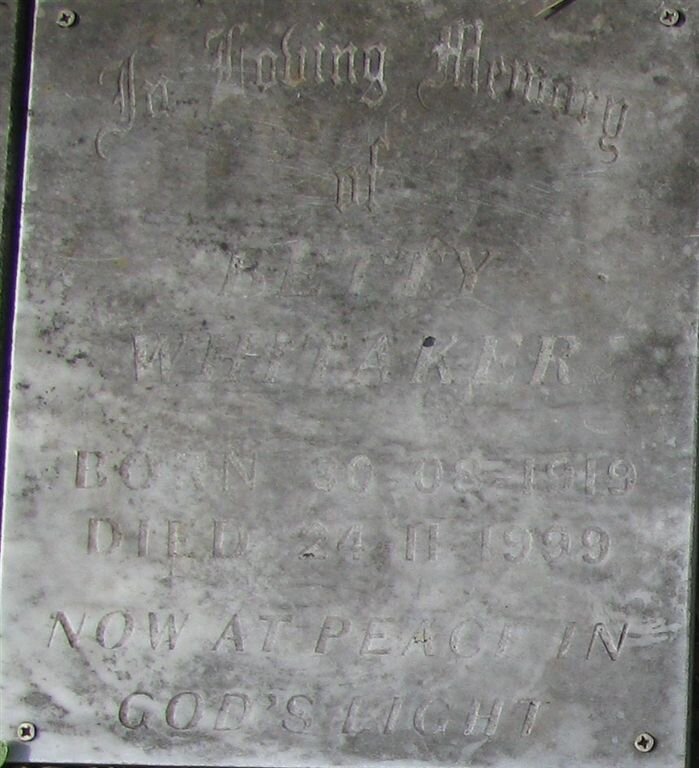 In Loving Memory
of
BETTY
WHITAKER
BORN 30 08 1919
DIED 24 11 1999
NOW AT PEACE IN
GOD'S LIGHT